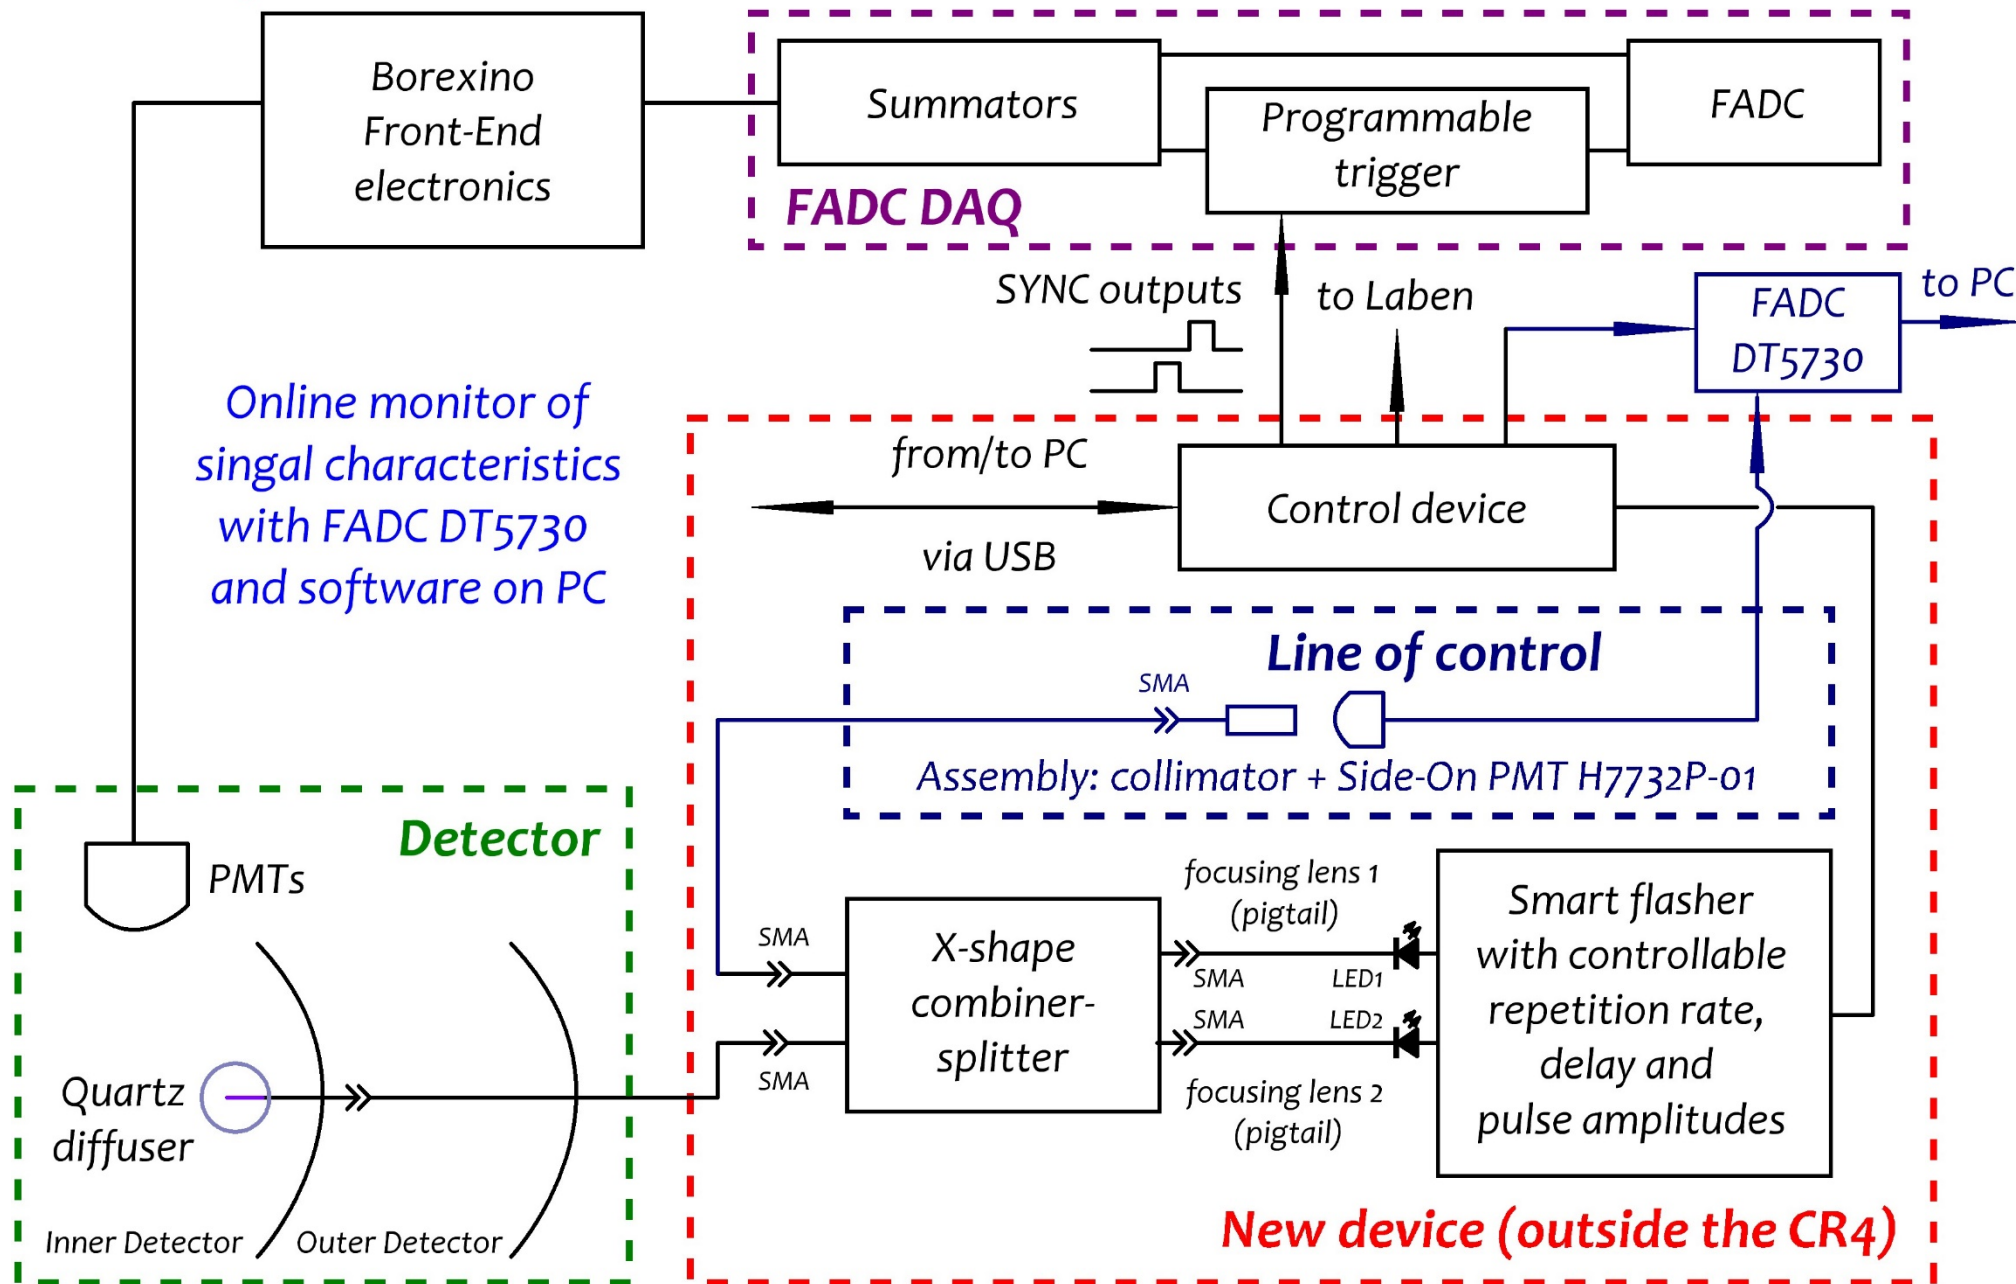 Borexino
Front-End
electronics
Summators
Programmable
trigger
FADC
FADC DAQ
SYNC outputs
to Laben
FADC
DT5730
to PC
Online monitor of
singal characteristics
with FADC DT5730
and software on PC
from/to PC
via USB
Control device
Line of control
SMA
Assembly: collimator + Side-On PMT H7732P-01
Detector
PMTs
Quartz
diffuser
Inner Detector
Outer Detector
SMA
SMA
X-shape
combiner-
splitter
focusing lens 1
(pigtail)
SMA
LED1
SMA
LED2
focusing lens 2
(pigtail)
Smart flasher
with controllable
repetition rate,
delay and
pulse amplitudes
New device (outside the CR4)